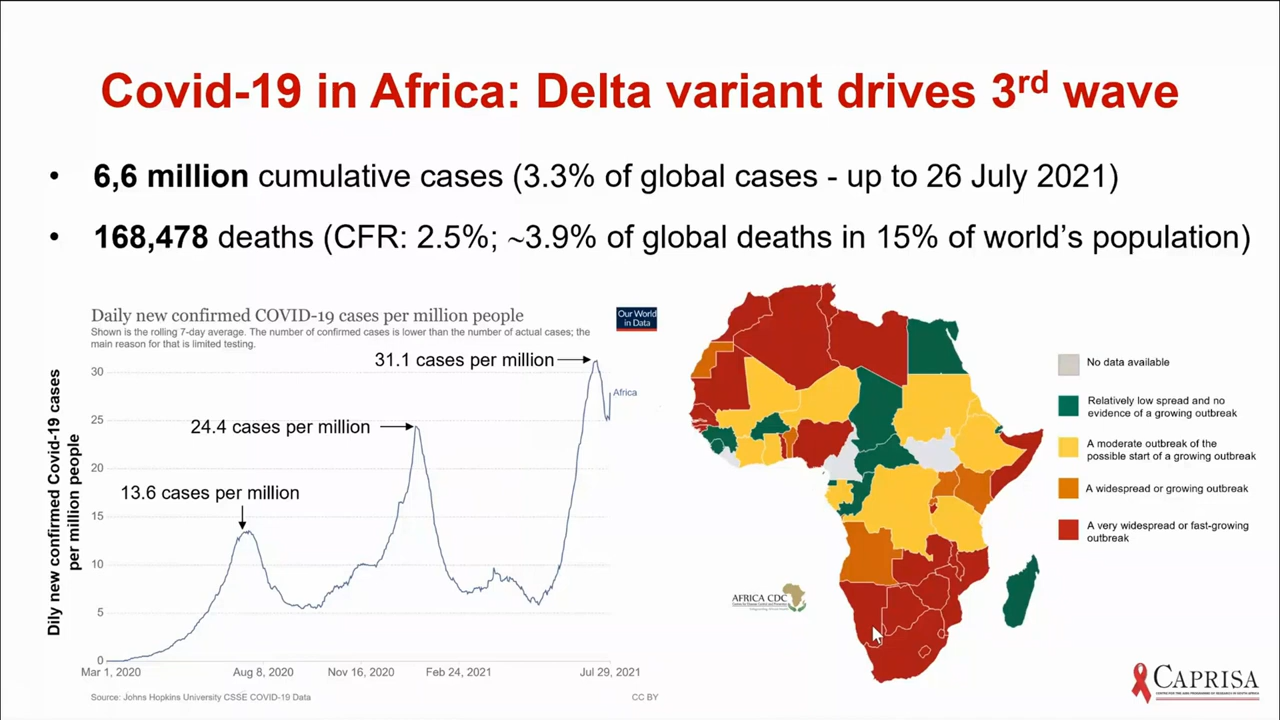 Covid-19 in Africa: Delta variant drives 3rd wave
• 6,6 million cumulative cases (3.3% of global cases - up to 26 July 2021)
• 168,478 deaths (CFR: 2.5%; ~3.9% of global deaths in 15% of world's population)
Daily new confirmed COVID-19 cases per million people
Shown is the rolling 7-day average. The number of confirmed cases is lower than the number of actual cases; the
main reason for that is limited testing.
Our World
in Data
Dily new confirmed Covid-19 cases
per million people
31.1 cases per million
24.4 cases per million
13.6 cases per million
Africa
30
25
20
15
10
5
0
Mar 1, 2020
Aug 8, 2020
Nov 16, 2020
Feb 24, 2021
Jul 29, 2021
Source: Johns Hopkins University CSSE COVID-19 Data
CC BY
No data available
Relatively low spread and no
evidence of a growing outbreak
A moderate outbreak of the
possible start of a growing outbreak
A widespread or growing outbreak
A very widespread or fast-growing
outbreak
AFRICA CDC
CAPRISA